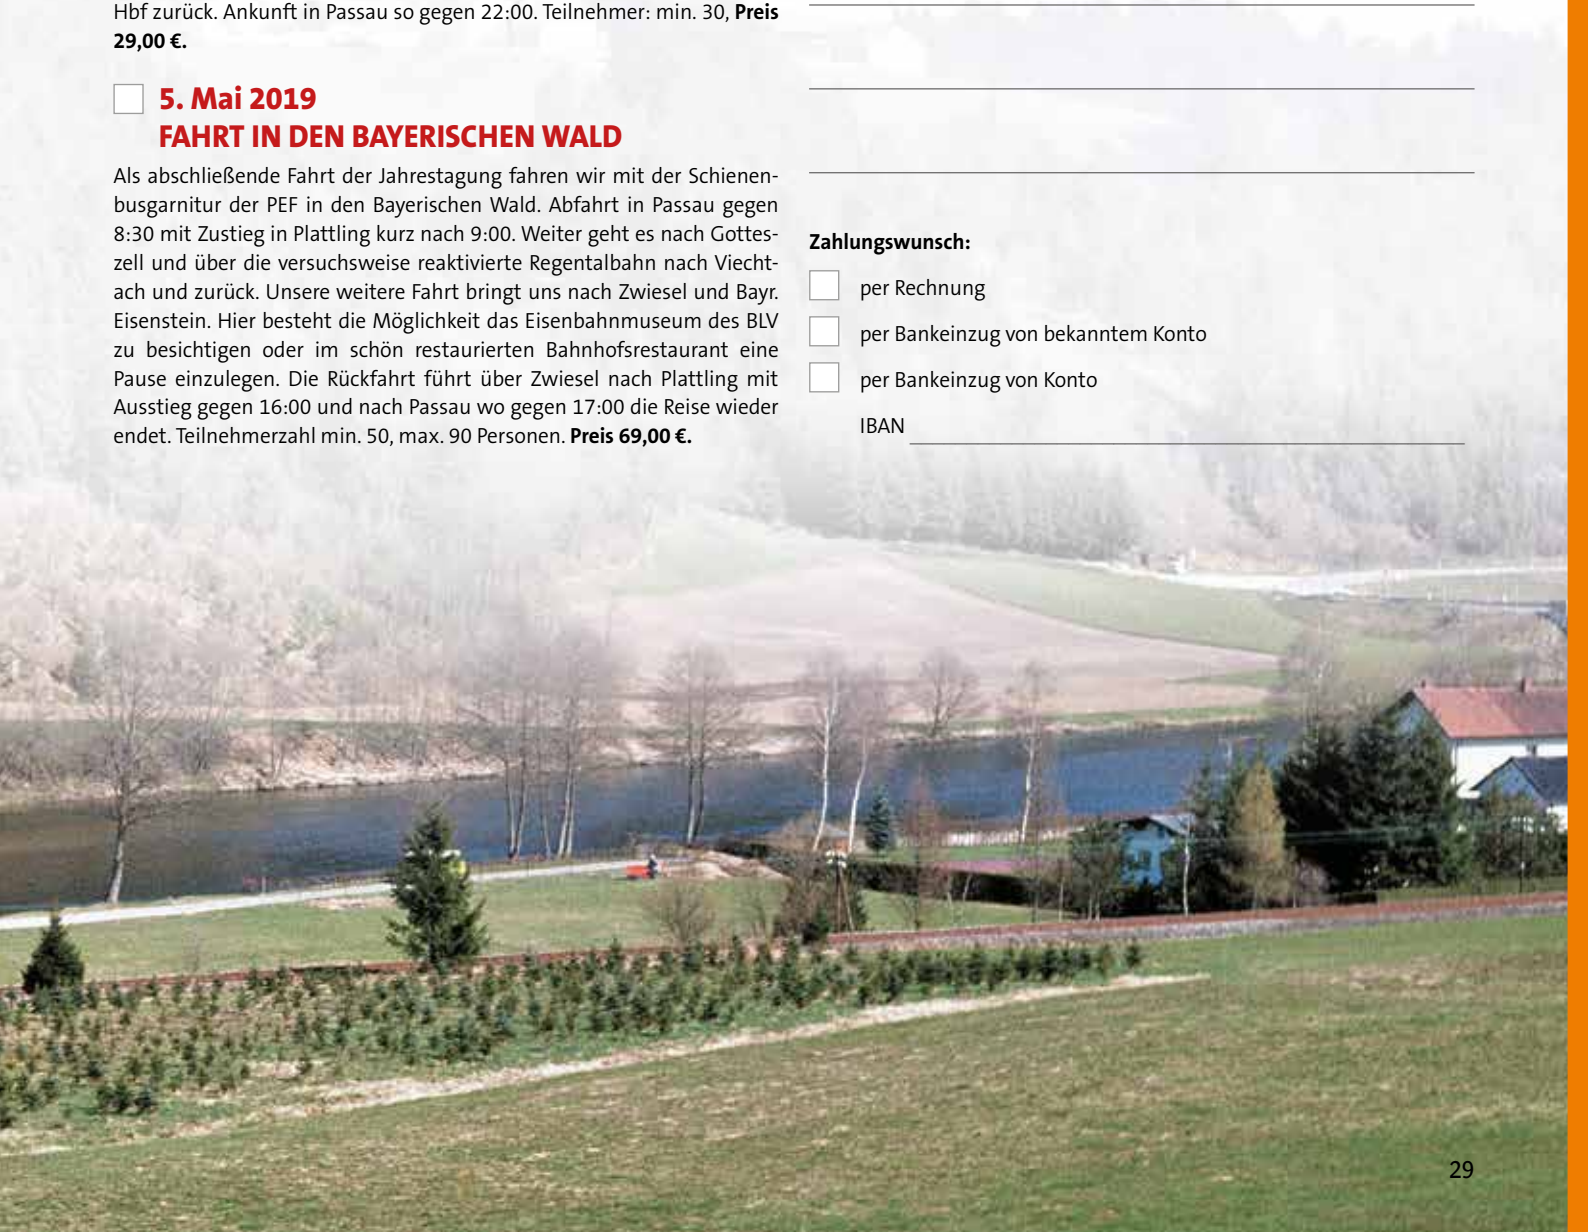 Hbf zurück. Ankunft in Passau so gegen 22:00. Teilnehmer: min. 30, Preis
29,00 €.
5. Mai 2019
FAHRT IN DEN BAYERISCHEN WALD
Als abschließende Fahrt der Jahrestagung fahren wir mit der Schienen-
busgarnitur der PEF in den Bayerischen Wald. Abfahrt in Passau gegen
8:30 mit Zustieg in Plattling kurz nach 9:00. Weiter geht es nach Gottes-
zell und über die versuchsweise reaktivierte Regentalbahn nach Viecht-
ach und zurück. Unsere weitere Fahrt bringt uns nach Zwiesel und Bayr.
Eisenstein. Hier besteht die Möglichkeit das Eisenbahnmuseum des BLV
zu besichtigen oder im schön restaurierten Bahnhofsrestaurant eine
Pause einzulegen. Die Rückfahrt führt über Zwiesel nach Plattling mit
Ausstieg gegen 16:00 und nach Passau wo gegen 17:00 die Reise wieder
endet. Teilnehmerzahl min. 50, max. 90 Personen. Preis 69,00 €.
Zahlungswunsch:
per Rechnung
per Bankeinzug von bekanntem Konto
per Bankeinzug von Konto
IBAN
29